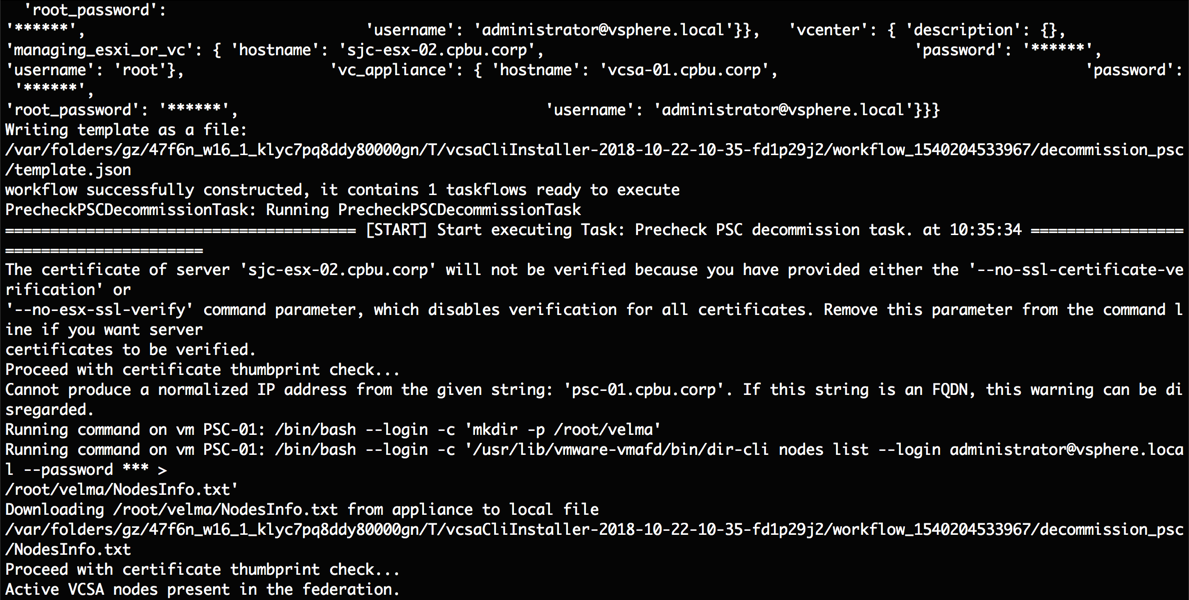 'root_password':
'******',                               'username': 'administrator@vsphere.local'}},   'vcenter': { 'description': {},
'managing_esxi_or_vc': { 'hostname': 'sjc-esx-02.cpbu.corp',                                         'password': '******',
'username': 'root'},                'vc_appliance': { 'hostname': 'vcsa-01.cpbu.corp',                                  'password':
'******',
'root_password': '******',                                  'username': 'administrator@vsphere.local'}}}
Writing template as a file:
/var/folders/gz/47f6n_w16_1_klyc7pq8ddy80000gn/T/vcsaCliInstaller-2018-10-22-10-35-fd1p29j2/workflow_1540204533967/decommission_psc
/template.json
workflow successfully constructed, it contains 1 taskflows ready to execute
PrecheckPSCDecommissionTask: Running PrecheckPSCDecommissionTask
======================================= [START] Start executing Task: Precheck PSC decommission task. at 10:35:34 =================
======================
The certificate of server 'sjc-esx-02.cpbu.corp' will not be verified because you have provided either the '--no-ssl-certificate-ve
rification' or
'--no-esx-ssl-verify' command parameter, which disables verification for all certificates. Remove this parameter from the command l
ine if you want server
certificates to be verified.
Proceed with certificate thumbprint check...
Cannot produce a normalized IP address from the given string: 'psc-01.cpbu.corp'. If this string is an FQDN, this warning can be di
sregarded.
Running command on vm PSC-01: /bin/bash --login -c 'mkdir -p /root/velma'
Running command on vm PSC-01: /bin/bash --login -c '/usr/lib/vmware-vmafd/bin/dir-cli nodes list --login administrator@vsphere.loca
l --password *** >
/root/velma/NodesInfo.txt'
Downloading /root/velma/NodesInfo.txt from appliance to local file
/var/folders/gz/47f6n_w16_1_klyc7pq8ddy80000gn/T/vcsaCliInstaller-2018-10-22-10-35-fd1p29j2/workflow_1540204533967/decommission_psc
/NodesInfo.txt
Proceed with certificate thumbprint check...
Active VCSA nodes present in the federation.